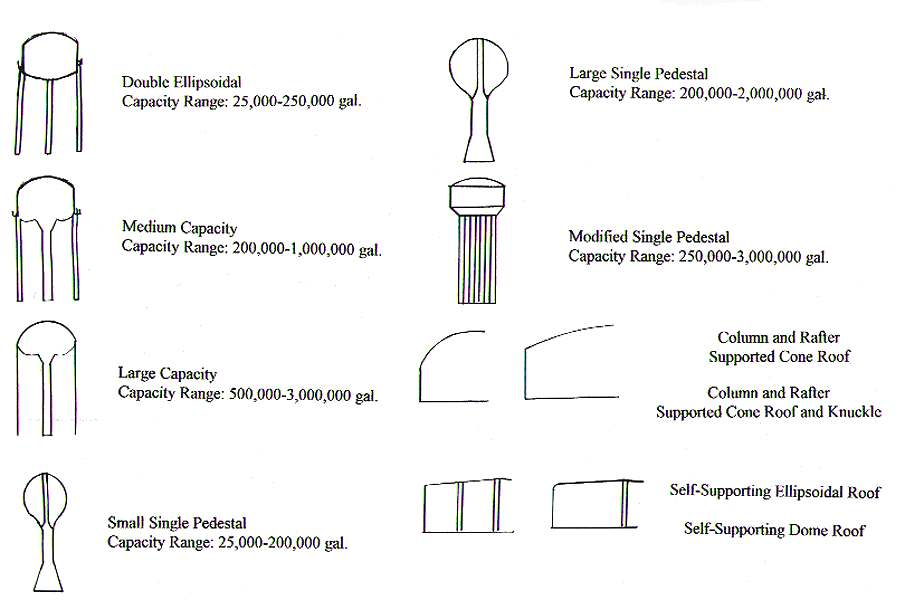 Double Ellipsoidal
Capacity Range: 25,000-250,000 gal.
Medium Capacity
Capacity Range: 200,000-1,000,000 gal.
Large Capacity
Capacity Range: 500,000-3,000,000 gal.
Small Single Pedestal
Capacity Range: 25,000-200,000 gal.
Large Single Pedestal
Capacity Range: 200,000-2,000,000 gal.
Modified Single Pedestal
Capacity Range: 250,000-3,000,000 gal.
Column and Rafter
Supported Cone Roof
Column and Rafter
Supported Cone Roof and Knuckle
Self-Supporting Ellipsoidal Roof
Self-Supporting Dome Roof